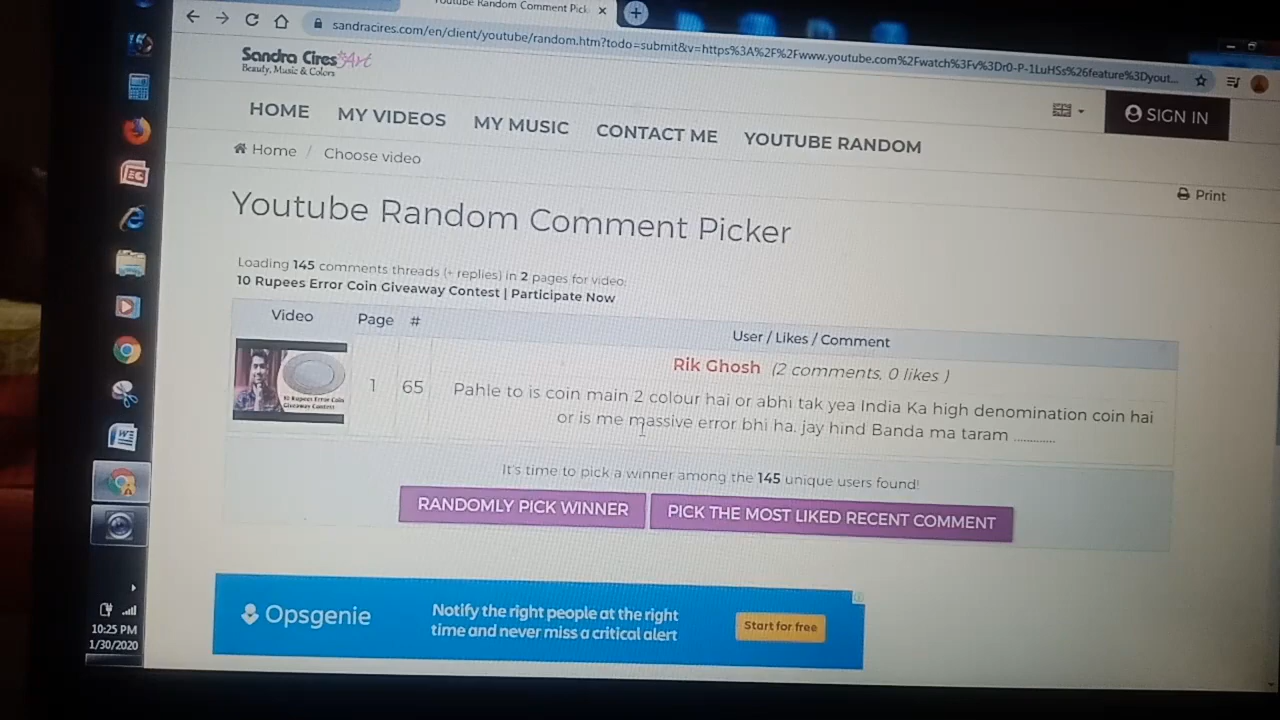 Youtube Random Comment Pick
sandracires.com/en/client/youtube/random.htm?todo=submit&v=https%3A%2F%2Fwww.youtube.com%2Fwatch%3Fv%3Dr0-P-1LuHSs%26feature%3Dyout...
Sandra Cires Art
Beauty, Music & Colors
HOME MY VIDEOS MY MUSIC CONTACT ME YOUTUBE RANDOM
SIGN IN
Home / Choose video
Print
Youtube Random Comment Picker
Loading 145 comments threads (+ replies) in 2 pages for video:
10 Rupees Error Coin Giveaway Contest | Participate Now
Video Page # User / Likes / Comment
10 Rupees Error Coin
Giveaway Contest
1 65
Rik Ghosh (2 comments, 0 likes )
Pahle to is coin main 2 colour hai or abhi tak yea India Ka high denomination coin hai
or is me massive error bhi ha. jay hind Banda ma taram ............
It's time to pick a winner among the 145 unique users found!
RANDOMLY PICK WINNER PICK THE MOST LIKED RECENT COMMENT
Opsgenie
Notify the right people at the right
time and never miss a critical alert
Start for free
10:25 PM
1/30/2020